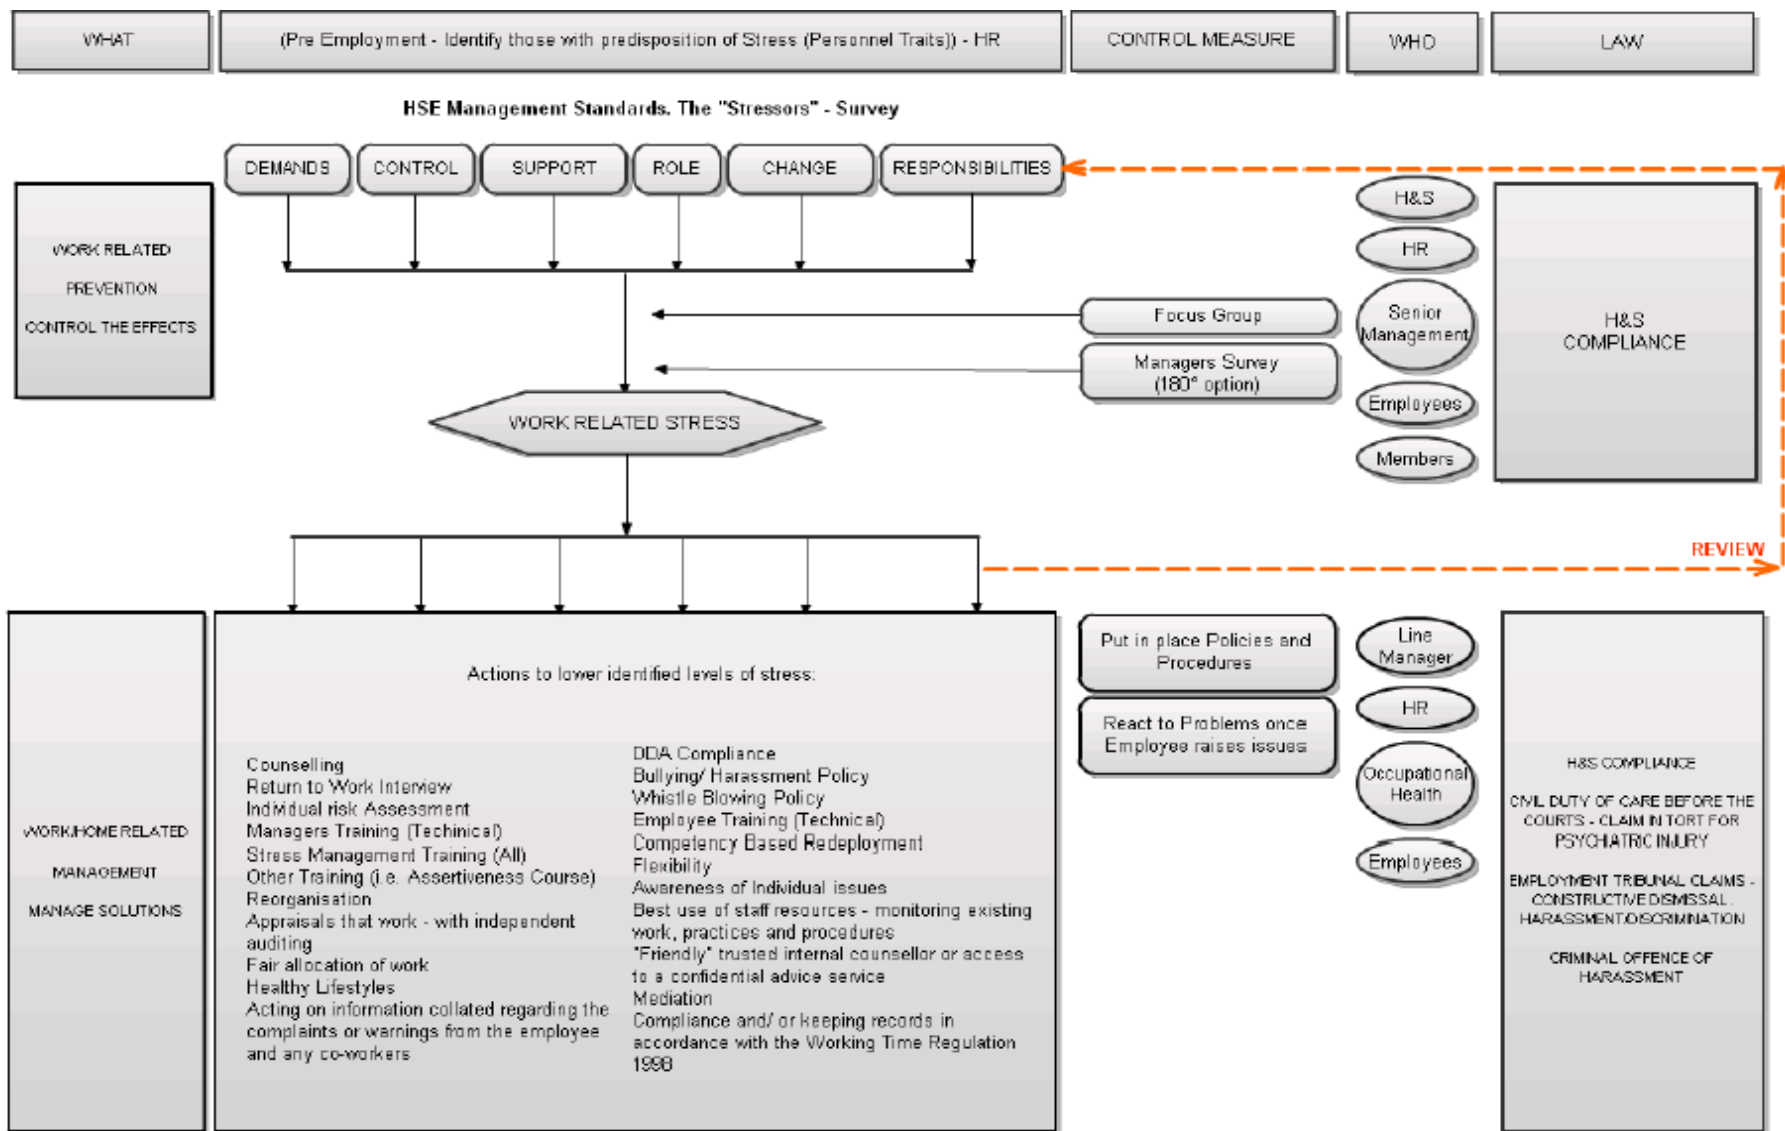 WHAT
(Pre Employment - Identify those with predisposition of Stress (Personnel Traits)) - HR
CONTROL MEASURE
WHO
LAW
HSE Management Standards. The "Stressors" - Survey
DEMANDS
CONTROL
SUPPORT
ROLE
CHANGE
RESPONSIBILITIES
WORK RELATED
PREVENTION
CONTROL THE EFFECTS
Focus Group
Managers Survey
(180° option)
WORK RELATED STRESS
H&S
HR
Senior
Management
Employees
Members
H&S
COMPLIANCE
REVIEW
WORK/HOME RELATED
MANAGEMENT
MANAGE SOLUTIONS
Actions to lower identified levels of stress:
Counselling
Return to Work Interview
Individual risk Assessment
Managers Training (Techinical)
Stress Management Training (All)
Other Training (i.e. Assertiveness Course)
Reorganisation
Appraisals that work - with independent
auditing
Fair allocation of work
Healthy Lifestyles
Acting on information collated regarding the
complaints or warnings from the employee
and any co-workers
DDA Compliance
Bullying/ Harassment Policy
Whistle Blowing Policy
Employee Training (Technical)
Competency Based Redeployment
Flexibility
Awareness of Individual issues
Best use of staff resources - monitoring existing
work, practices and procedures
"Friendly" trusted internal counsellor or access
to a confidential advice service
Mediation
Compliance and/ or keeping records in
accordance with the Working Time Regulation
1998
Put in place Policies and
Procedures
React to Problems once
Employee raises issues
Line
Manager
HR
Occupational
Health
Employees
H&S COMPLIANCE
CIVIL DUTY OF CARE BEFORE THE
COURTS - CLAIM IN TORT FOR
PSYCHIATRIC INJURY
EMPLOYMENT TRIBUNAL CLAIMS -
CONSTRUCTIVE DISMISSAL.
HARASSMENT/DISCRIMINATION
CRIMINAL OFFENCE OF
HARASSMENT